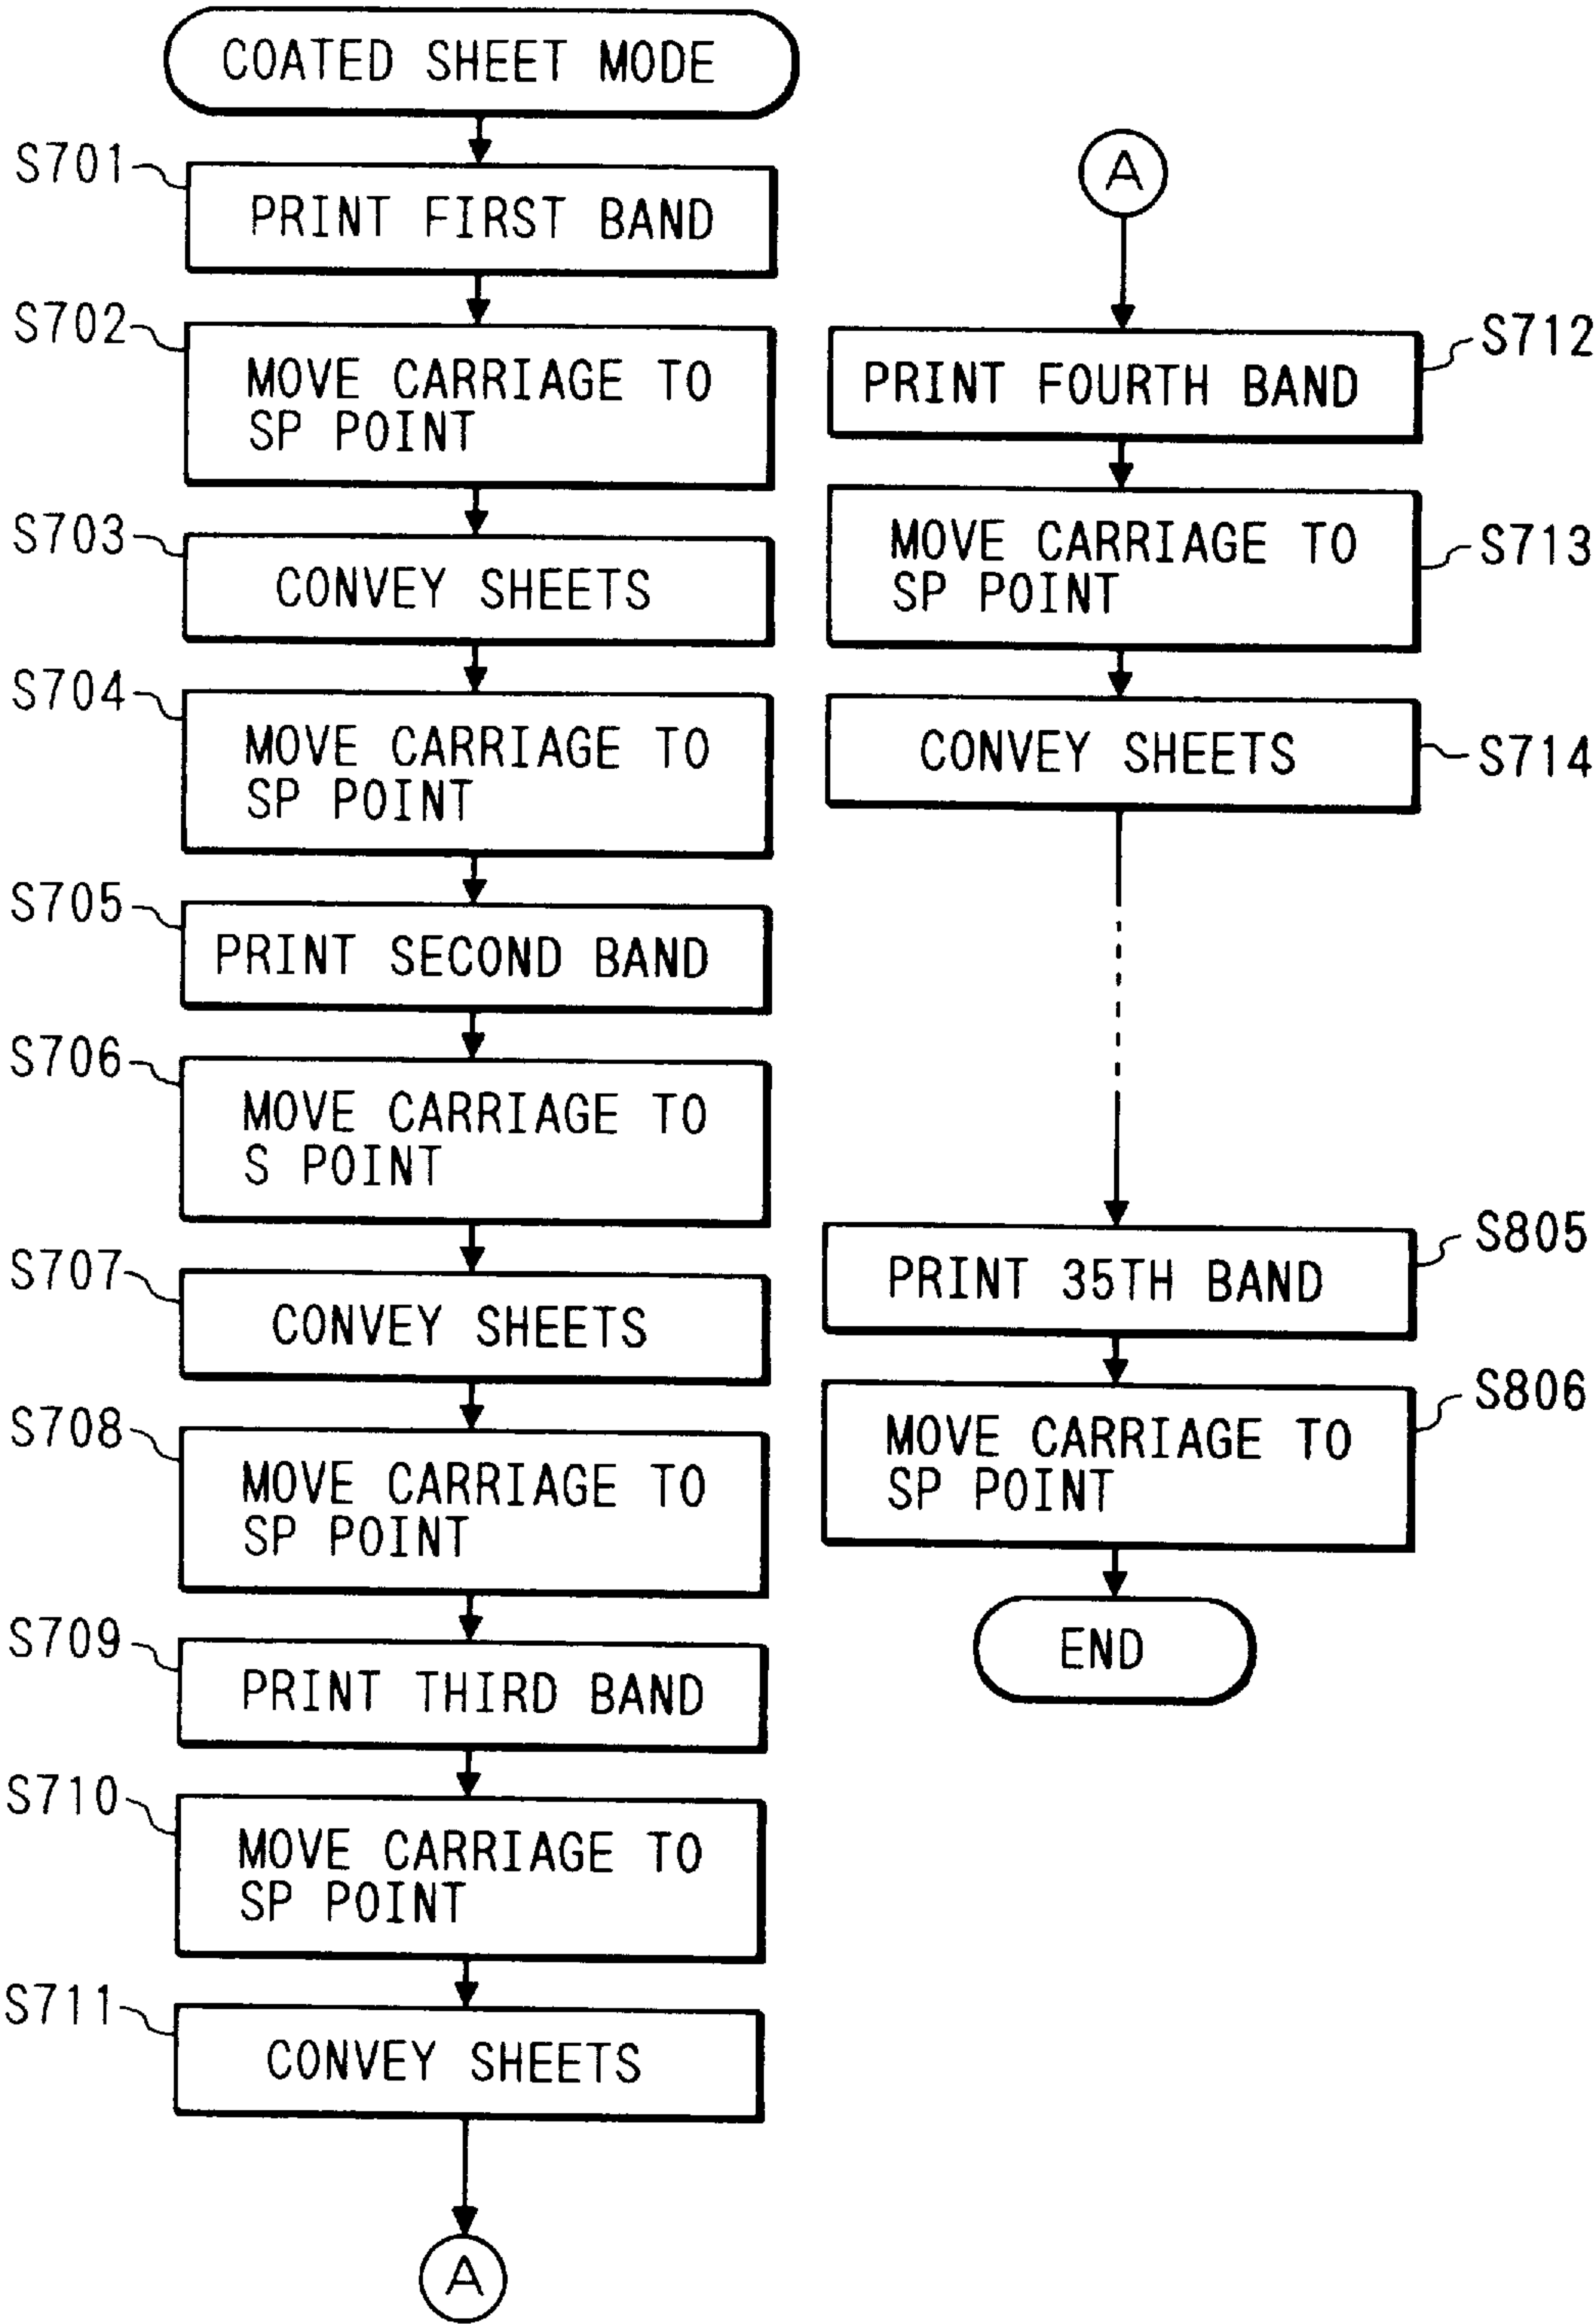 COATED SHEET MODE
S701
PRINT FIRST BAND
S702
MOVE CARRIAGE TO
SP POINT
S703
CONVEY SHEETS
S704
MOVE CARRIAGE TO
SP POINT
S705
PRINT SECOND BAND
S706
MOVE CARRIAGE TO
S POINT
S707
CONVEY SHEETS
S708
MOVE CARRIAGE TO
SP POINT
S709
PRINT THIRD BAND
S710
MOVE CARRIAGE TO
SP POINT
S711
CONVEY SHEETS
A
A
PRINT FOURTH BAND
S712
MOVE CARRIAGE TO
SP POINT
S713
CONVEY SHEETS
S714
PRINT 35TH BAND
S805
MOVE CARRIAGE TO
SP POINT
S806
END